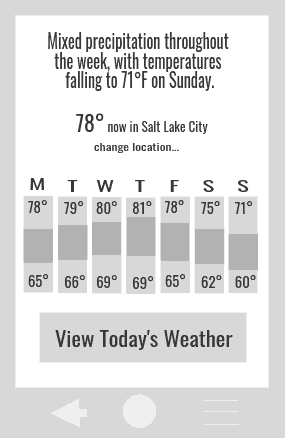 Mixed precipitation throughout
the week, with temperatures
falling to 71°F on Sunday.
78° now in Salt Lake City
change location...
M T W T F S S
78° 79° 80° 81° 78° 75° 71°
65° 66° 69° 69° 65° 62° 60°
View Today's Weather